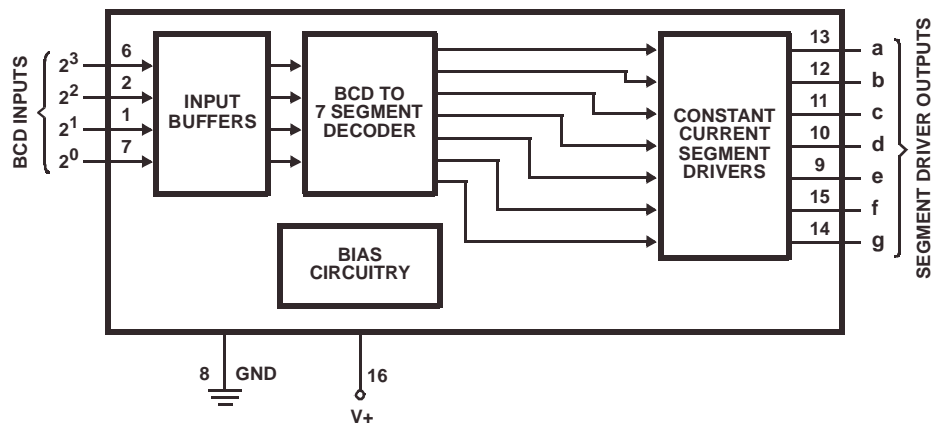 BCD INPUTS
2³ 6
2² 2
2¹ 1
2⁰ 7
INPUT
BUFFERS
BCD TO
7 SEGMENT
DECODER
BIAS
CIRCUITRY
CONSTANT
CURRENT
SEGMENT
DRIVERS
13 a
12 b
11 c
10 d
9 e
15 f
14 g
SEGMENT DRIVER OUTPUTS
8 GND
16
V+